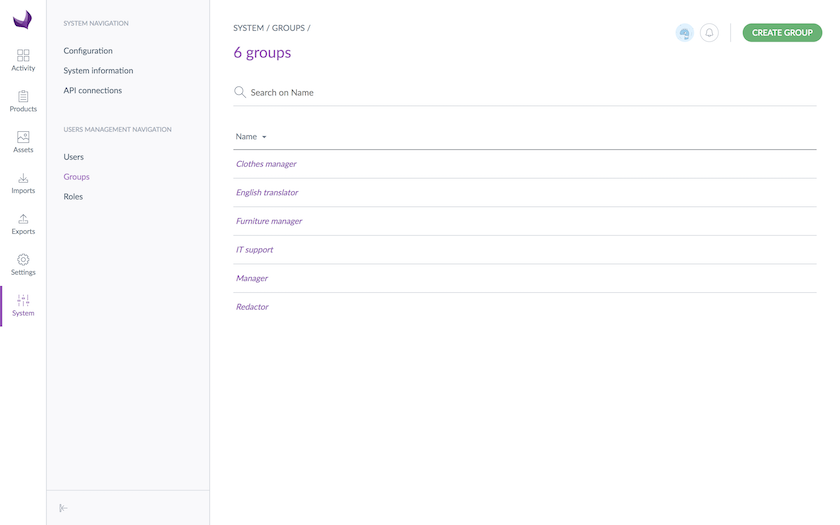 Activity
Products
Assets
Imports
Exports
Settings
System
SYSTEM NAVIGATION
Configuration
System information
API connections
USERS MANAGEMENT NAVIGATION
Users
Groups
Roles
SYSTEM / GROUPS /
CREATE GROUP
6 groups
Search on Name
Name
Clothes manager
English translator
Furniture manager
IT support
Manager
Redactor